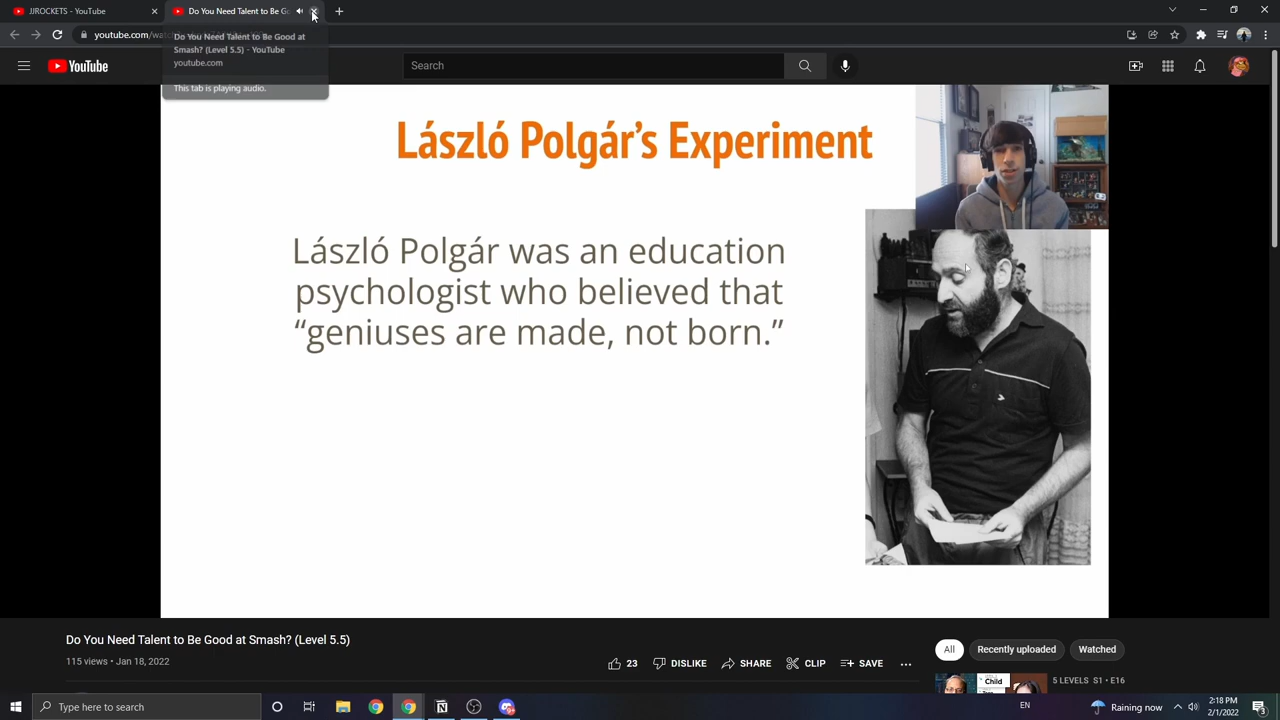 JJROCKETS - YouTube
Do You Need Talent to Be Go
youtube.com/wat
Do You Need Talent to Be Good at
Smash? (Level 5.5) - YouTube
youtube.com
This tab is playing audio.
YouTube
Search
László Polgár's Experiment
László Polgár was an education
psychologist who believed that
“geniuses are made, not born.”
Do You Need Talent to Be Good at Smash? (Level 5.5)
115 views • Jan 18, 2022
23
DISLIKE
SHARE
CLIP
SAVE
All
Recently uploaded
Watched
Child
5 LEVELS S1 • E16
Type here to search
Raining now
EN
2:18 PM
2/1/2022